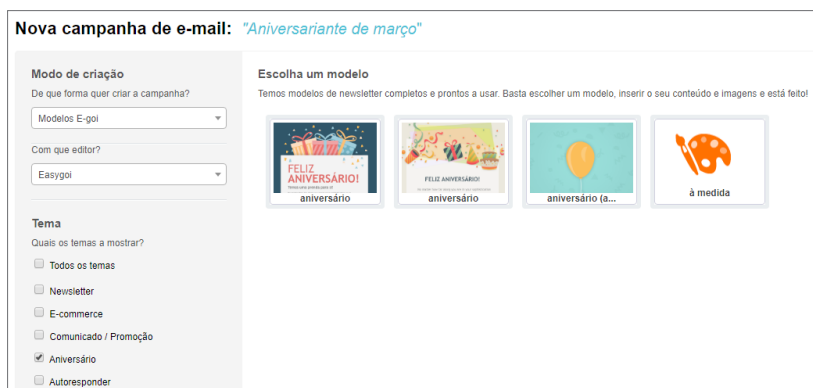 Nova campanha de e-mail: "Aniversariante de março"
Modo de criação
De que forma quer criar a campanha?
Modelos E-goi
Com que editor?
Easygoi
Tema
Quais os temas a mostrar?
Todos os temas
Newsletter
E-commerce
Comunicado / Promoção
Aniversário
Autoresponder
Escolha um modelo
Temos modelos de newsletter completos e prontos a usar. Basta escolher um modelo, inserir o seu conteúdo e imagens e está feito!
FELIZ
ANIVERSÁRIO!
aniversário
FELIZ ANIVERSÁRIO!
aniversário
aniversário (a...
à medida